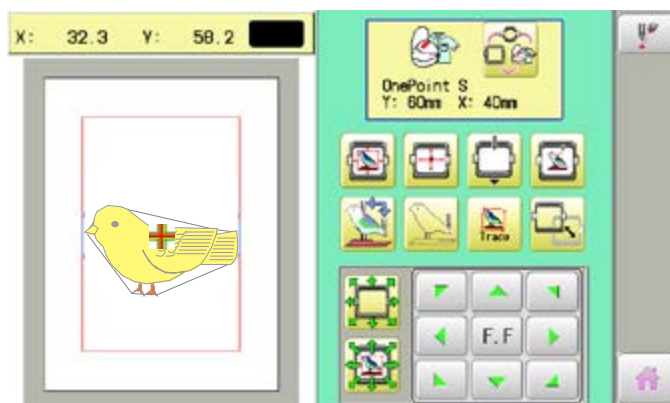 X: 32.3 Y: 58.2
OnePoint S
Y: 60mm X: 40mm
Trace
F.F